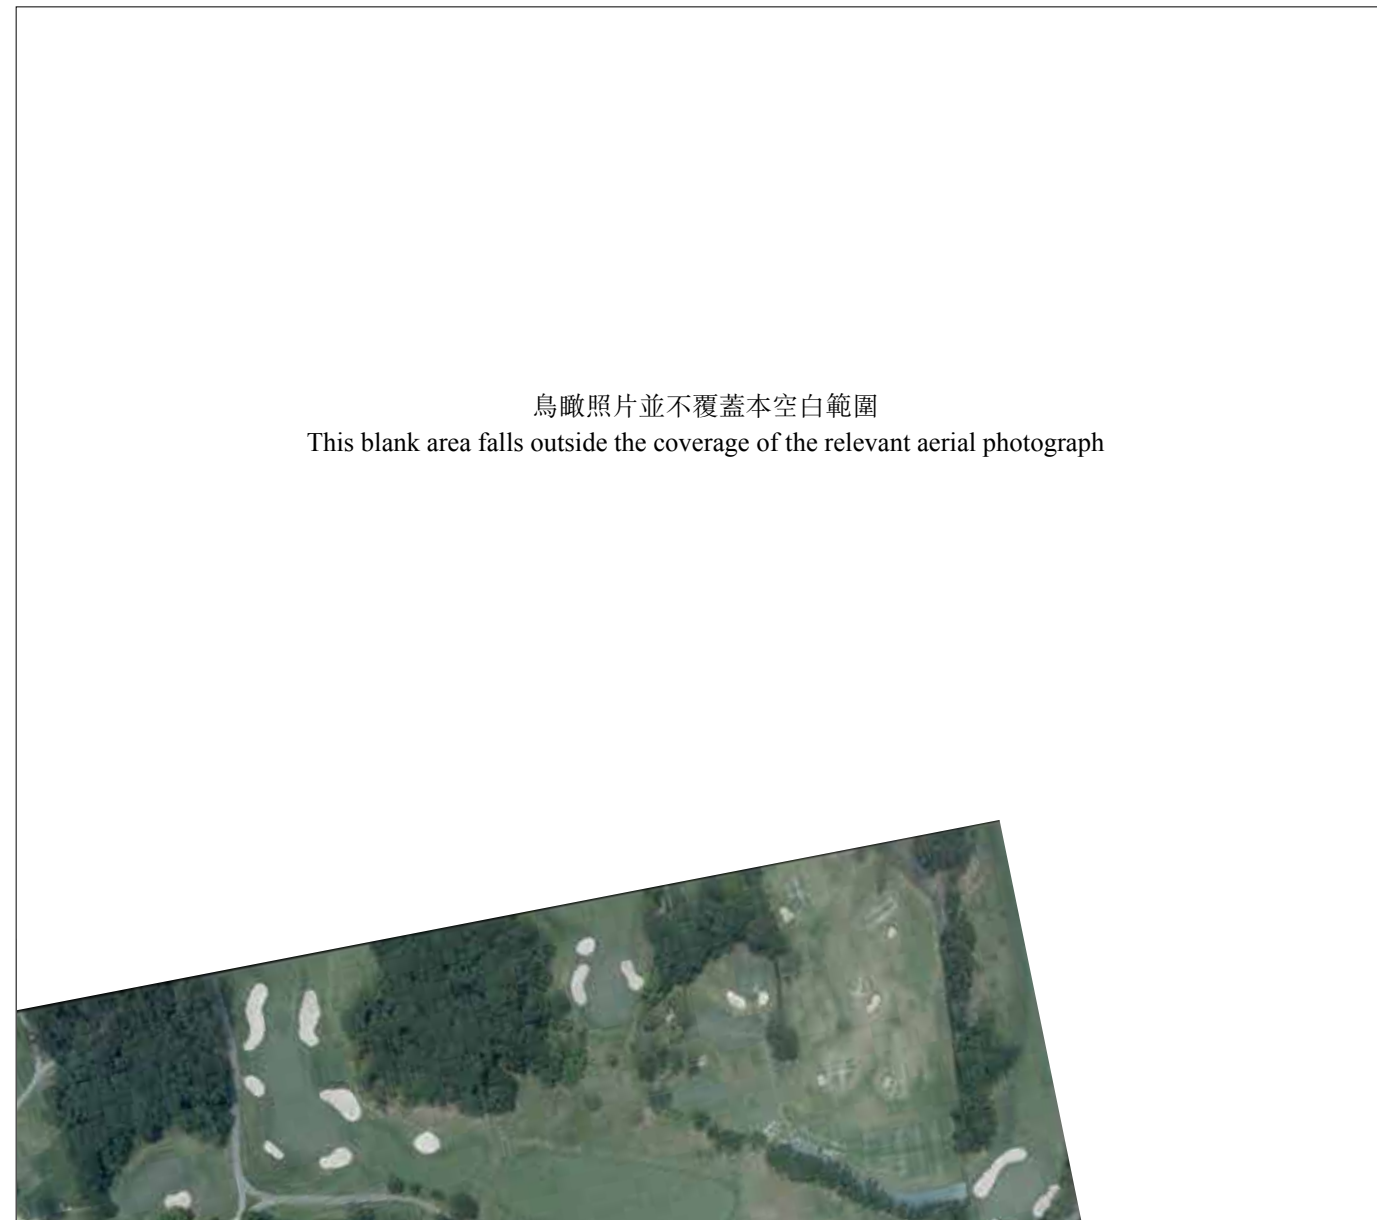 鳥瞰照片並不覆蓋本空白範圍
This blank area falls outside the coverage of the relevant aerial photograph